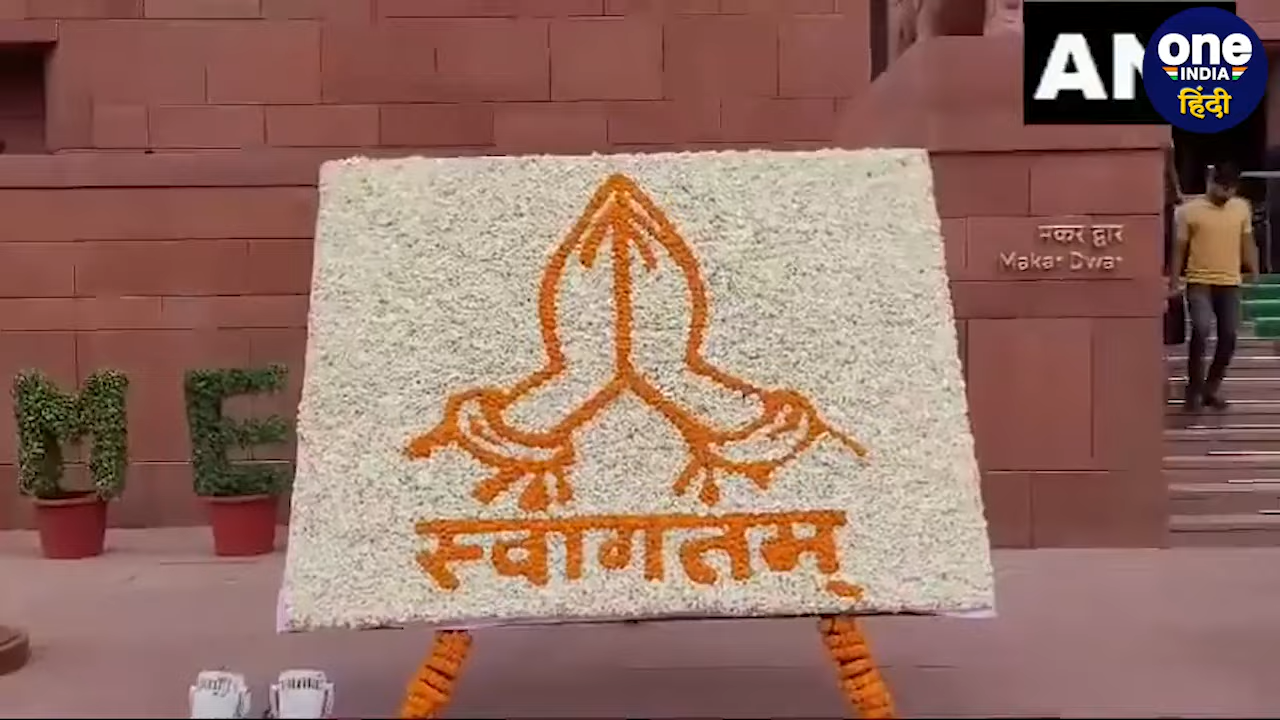 AN
one
INDIA
हिंदी
मकर द्वार
Makar Dwar
M E
स्वागतम्